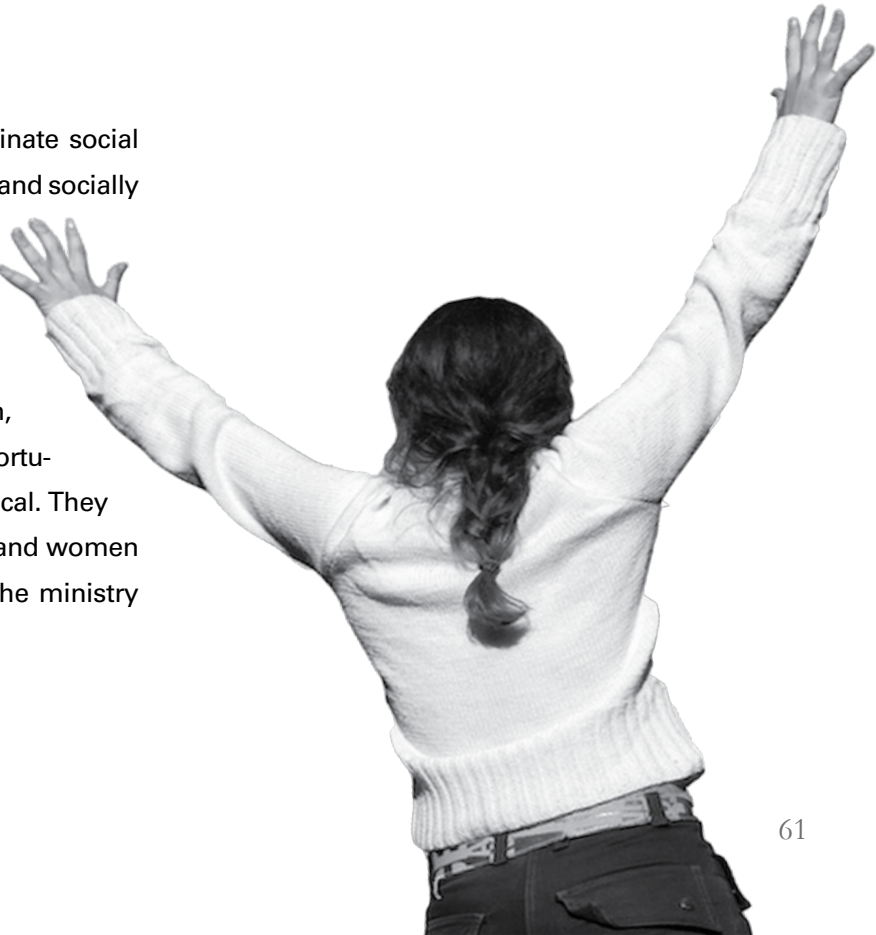 inate social
and socially
n,
ortu-
cal. They
and women
he ministry
61